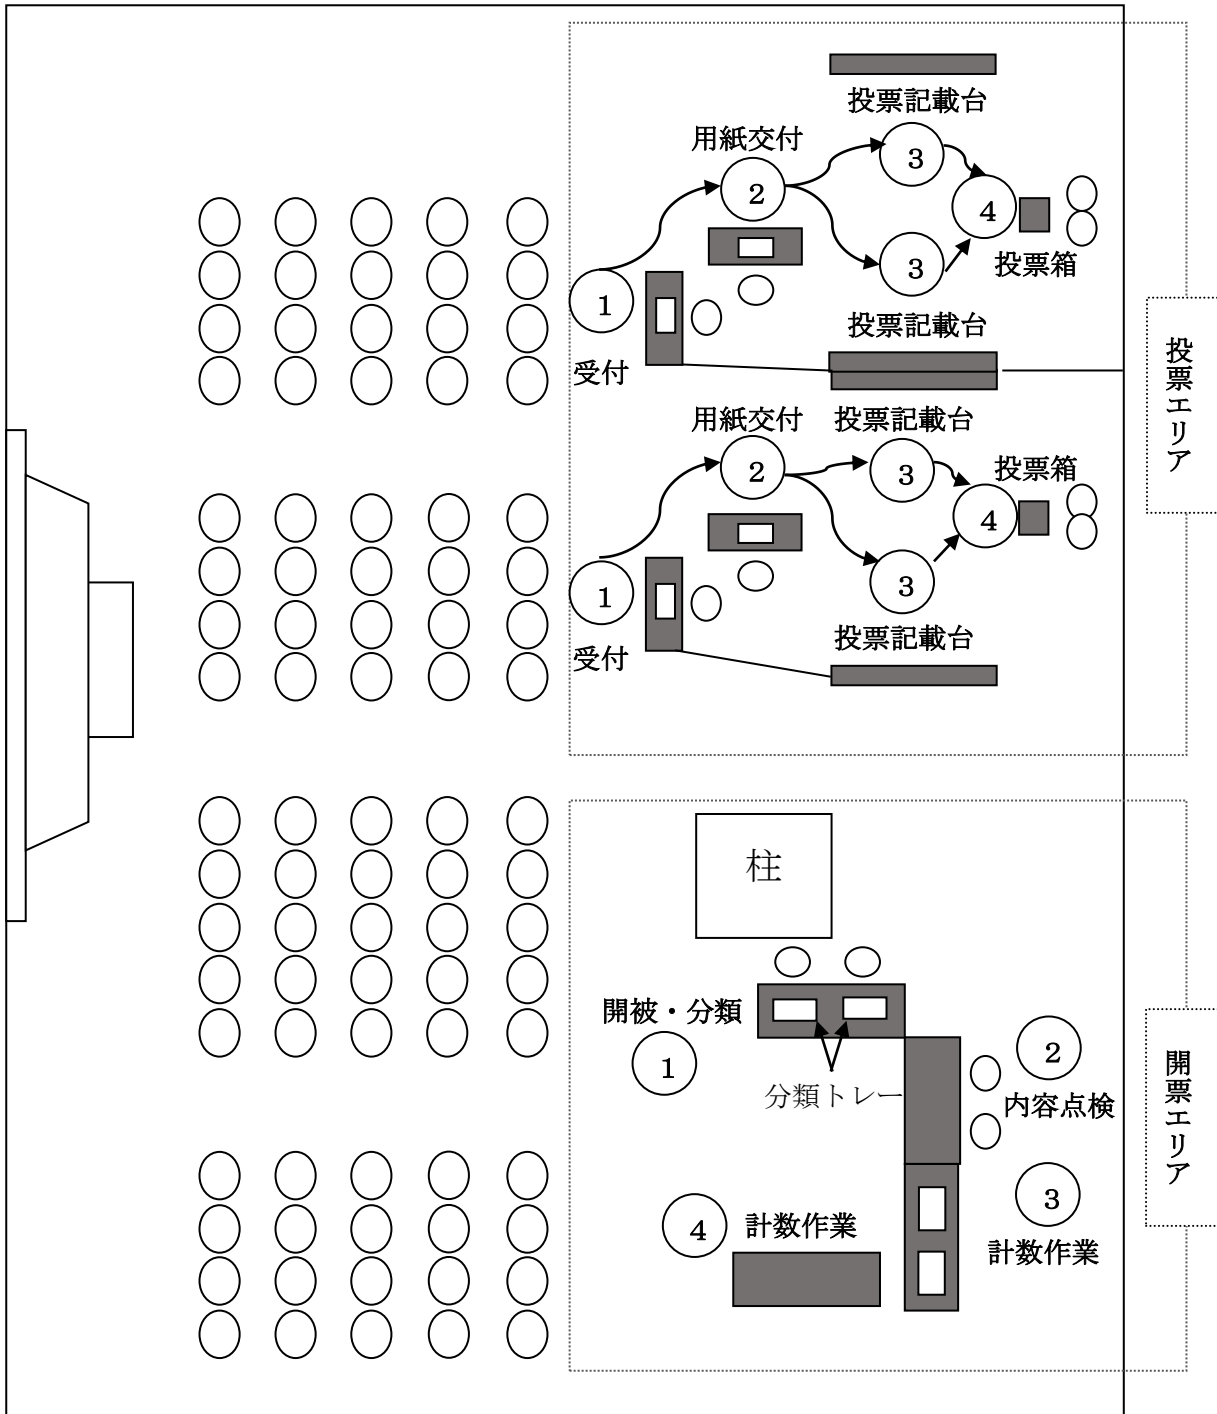 投票記載台
用紙交付
3
2
4
3
投票箱
1
投票記載台
受付
投票エリア
用紙交付
投票記載台
投票箱
2
3
4
3
1
投票記載台
受付
柱
開被・分類
1
分類トレー
2
内容点検
開票エリア
3
計数作業
4
計数作業